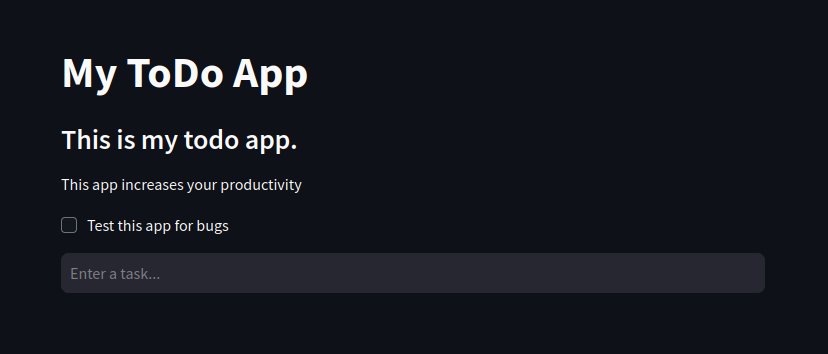 My ToDo App
This is my todo app.
This app increases your productivity
Test this app for bugs
Enter a task...